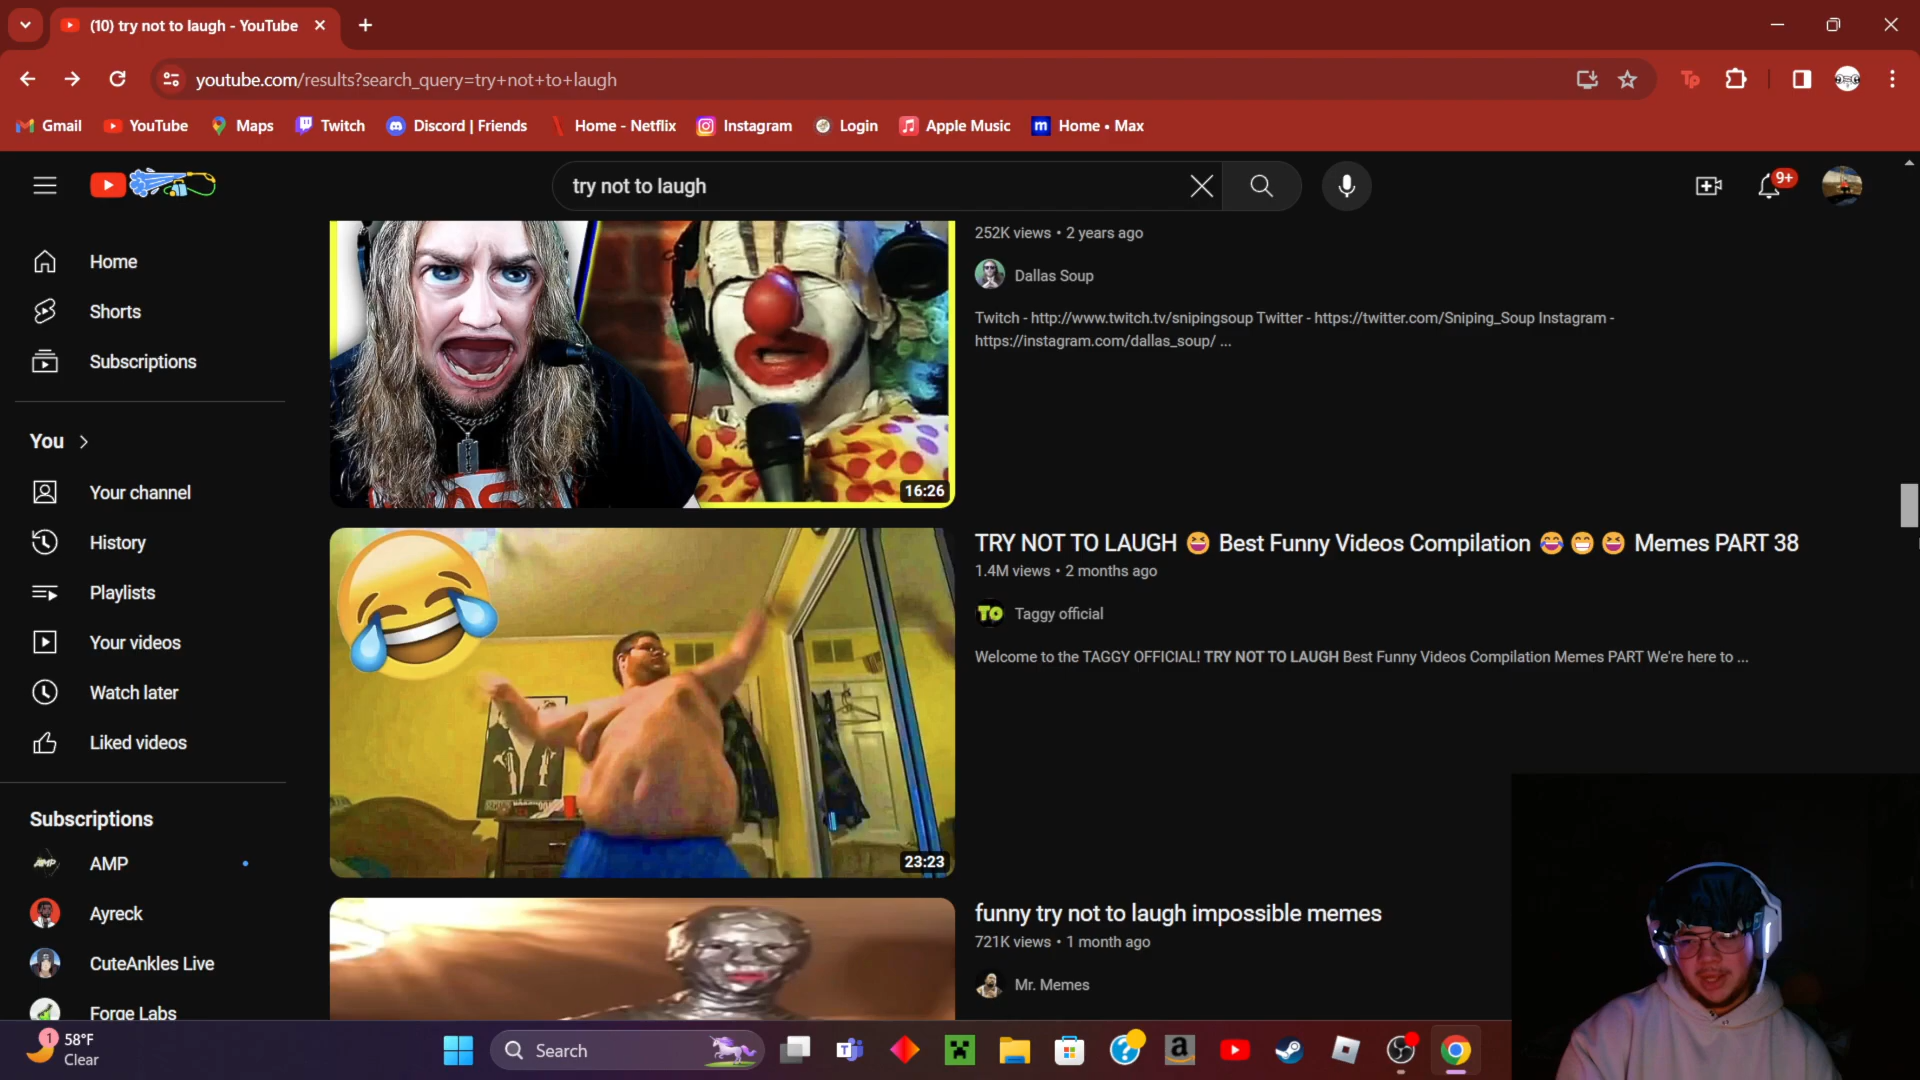 (10) try not to laugh - YouTube
youtube.com/results?search_query=try+not+to+laugh
Tp
Gmail YouTube Maps Twitch Discord | Friends Home - Netflix Instagram Login Apple Music m Home • Max
try not to laugh
9+
Home
Shorts
Subscriptions
You
Your channel
History
Playlists
Your videos
Watch later
Liked videos
Subscriptions
AMP
AMP
Ayreck
CuteAnkles Live
Forge Labs
16:26
252K views • 2 years ago
Dallas Soup
Twitch - http://www.twitch.tv/snipingsoup Twitter - https://twitter.com/Sniping_Soup Instagram -
https://instagram.com/dallas_soup/ ...
23:23
TRY NOT TO LAUGH 😆 Best Funny Videos Compilation 😂 😁 😆 Memes PART 38
1.4M views • 2 months ago
TO
Taggy official
Welcome to the TAGGY OFFICIAL! TRY NOT TO LAUGH Best Funny Videos Compilation Memes PART We're here to ...
funny try not to laugh impossible memes
721K views • 1 month ago
Mr. Memes
1
58°F
Clear
Search
T
?
a